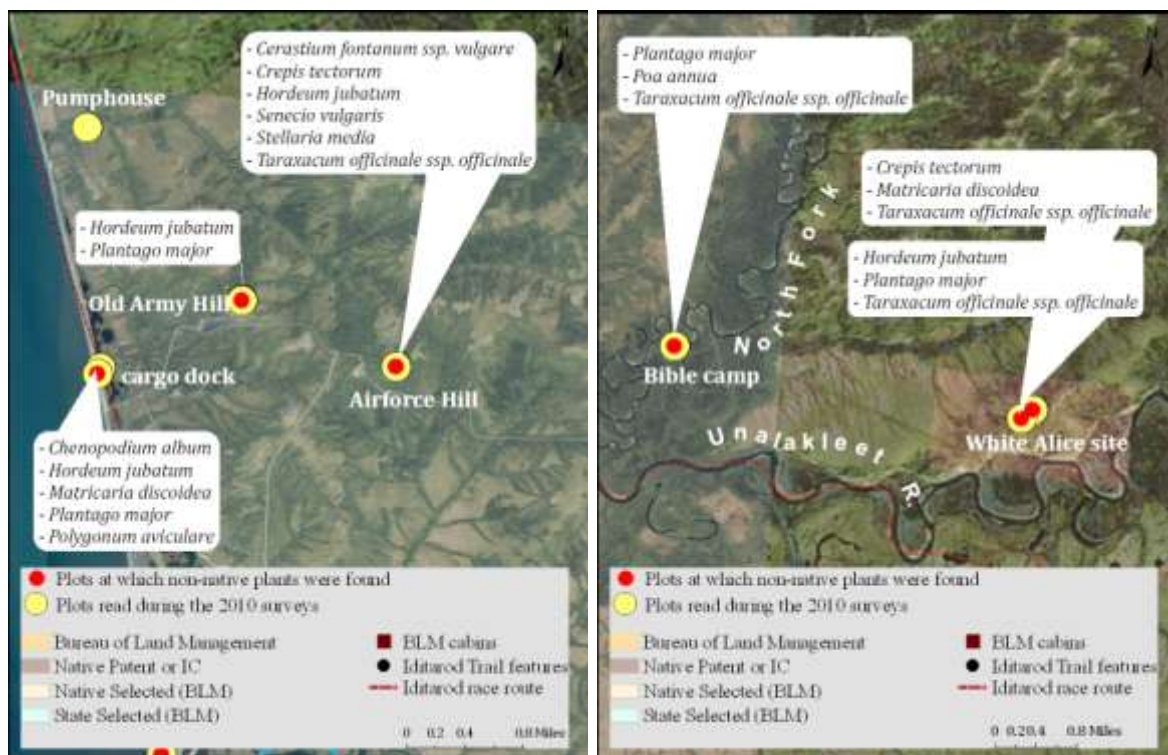 Pumphouse
- Cerastium fontanum ssp. vulgare
- Crepis tectorum
- Hordeum jubatum
- Senecio vulgaris
- Stellaria media
- Taraxacum officinale ssp. officinale
- Hordeum jubatum
- Plantago major
Old Army Hill
cargo dock
Airforce Hill
- Chenopodium album
- Hordeum jubatum
- Matricaria discoidea
- Plantago major
- Polygonum aviculare
Plots at which non-native plants were found
Plots read during the 2010 surveys
Bureau of Land Management
Native Patent or IC
Native Selected (BLM)
State Selected (BLM)
BLM cabins
Iditarod Trail features
Iditarod race route
0 0.2 0.4 0.8 Miles
- Plantago major
- Poa annua
- Taraxacum officinale ssp. officinale
- Crepis tectorum
- Matricaria discoidea
- Taraxacum officinale ssp. officinale
- Hordeum jubatum
- Plantago major
- Taraxacum officinale ssp. officinale
North Fork
Bible camp
Unalakleet R.
White Alice site
Plots at which non-native plants were found
Plots read during the 2010 surveys
Bureau of Land Management
Native Patent or IC
Native Selected (BLM)
State Selected (BLM)
BLM cabins
Iditarod Trail features
Iditarod race route
0 0.20.4 0.8 Miles